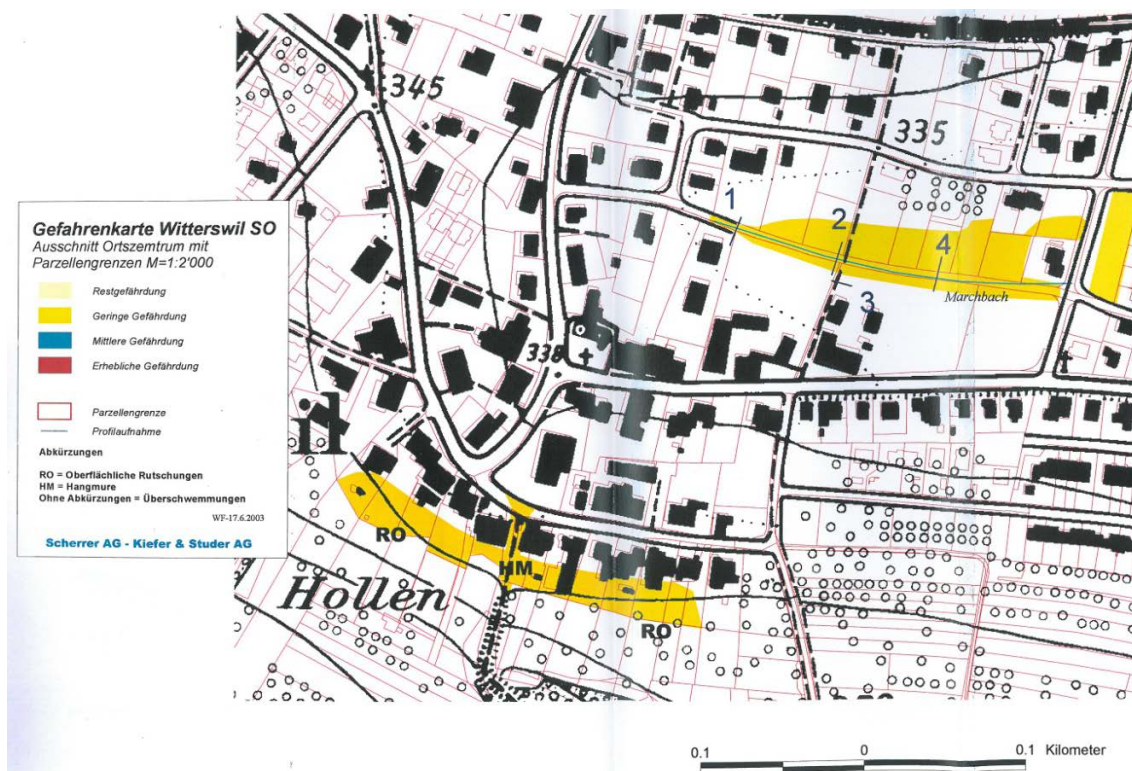 Gefahrenkarte Witterswil SO
Ausschnitt Ortszemtrum mit
Parzellengrenzen M=1:2'000
Restgefährdung
Geringe Gefährdung
Mittlere Gefährdung
Erhebliche Gefährdung
Parzellengrenze
Profilaufnahme
Abkürzungen
RO = Oberflächliche Rutschungen
HM = Hangmure
Ohne Abkürzungen = Überschwemmungen
WF-17.6.2003
Scherrer AG - Kiefer & Studer AG
345
335
1
2
4
3
Marchbach
338
il
RO
HM
Hollen
RO
0.1 0 0.1 Kilometer